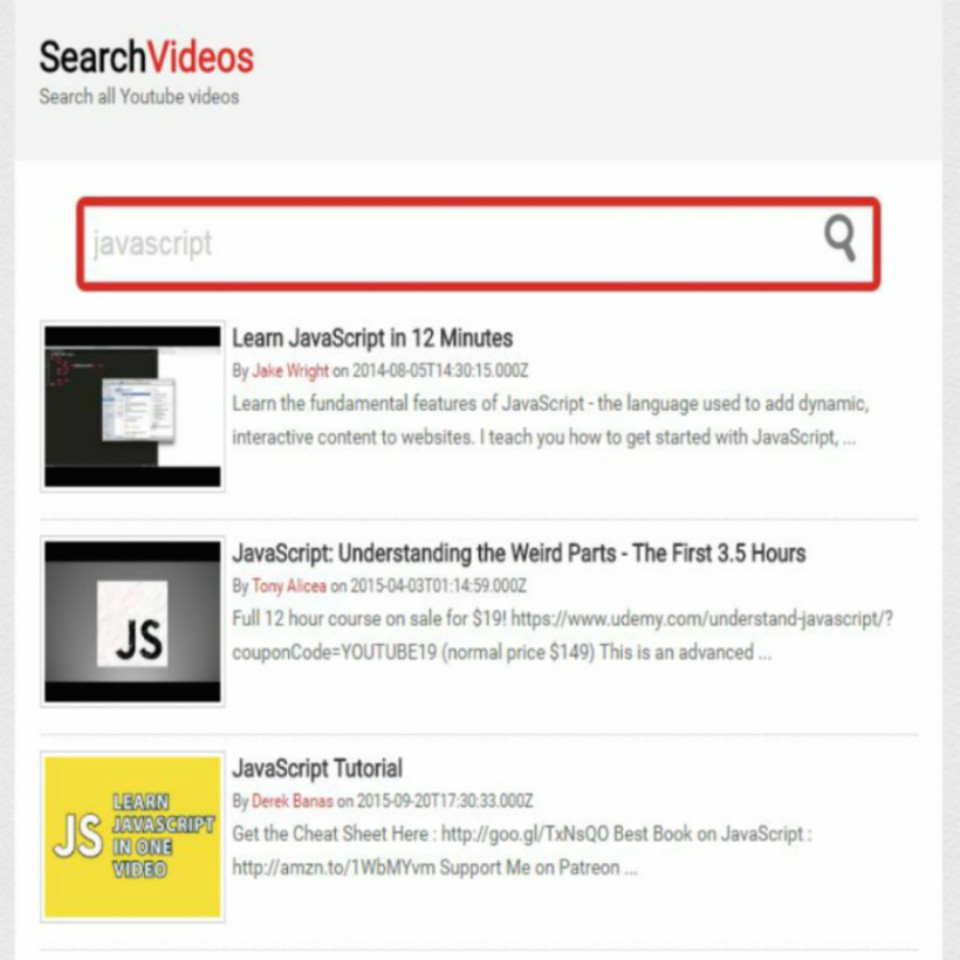 SearchVideos
Search all Youtube videos
javascript
Learn JavaScript in 12 Minutes
By Jake Wright on 2014-08-05T14:30:15.000Z
Learn the fundamental features of JavaScript - the language used to add dynamic,
interactive content to websites. I teach you how to get started with JavaScript, ...
JavaScript: Understanding the Weird Parts - The First 3.5 Hours
By Tony Alicea on 2015-04-03T01:14:59.000Z
Full 12 hour course on sale for $19! https://www.udemy.com/understand-javascript/?
couponCode=YOUTUBE19 (normal price $149) This is an advanced ...
JS
JavaScript Tutorial
By Derek Banas on 2015-09-20T17:30:33.000Z
Get the Cheat Sheet Here : http://goo.gl/TxNsQO Best Book on JavaScript :
http://amzn.to/1WbMYvm Support Me on Patreon ...
JS
LEARN
JAVASCRIPT
IN ONE
VIDEO